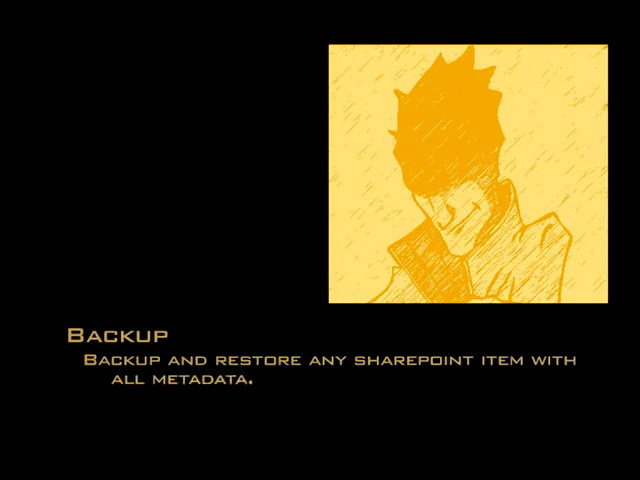 Backup
Backup and restore any sharepoint item with
all metadata.